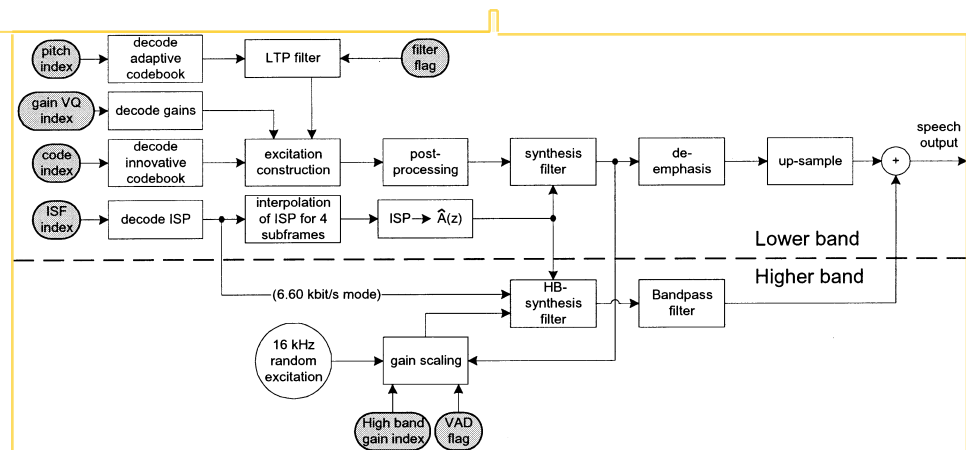 pitch
index
decode
adaptive
codebook
LTP filter
filter
flag
gain VQ
index
decode gains
code
index
decode
innovative
codebook
excitation
construction
post-
processing
synthesis
filter
de-
emphasis
up-sample
+
speech
output
ISF
index
decode ISP
interpolation
of ISP for 4
subframes
ISP → Â(z)
Lower band
Higher band
(6.60 kbit/s mode)
HB-
synthesis
filter
Bandpass
filter
16 kHz
random
excitation
gain scaling
High band
gain index
VAD
flag